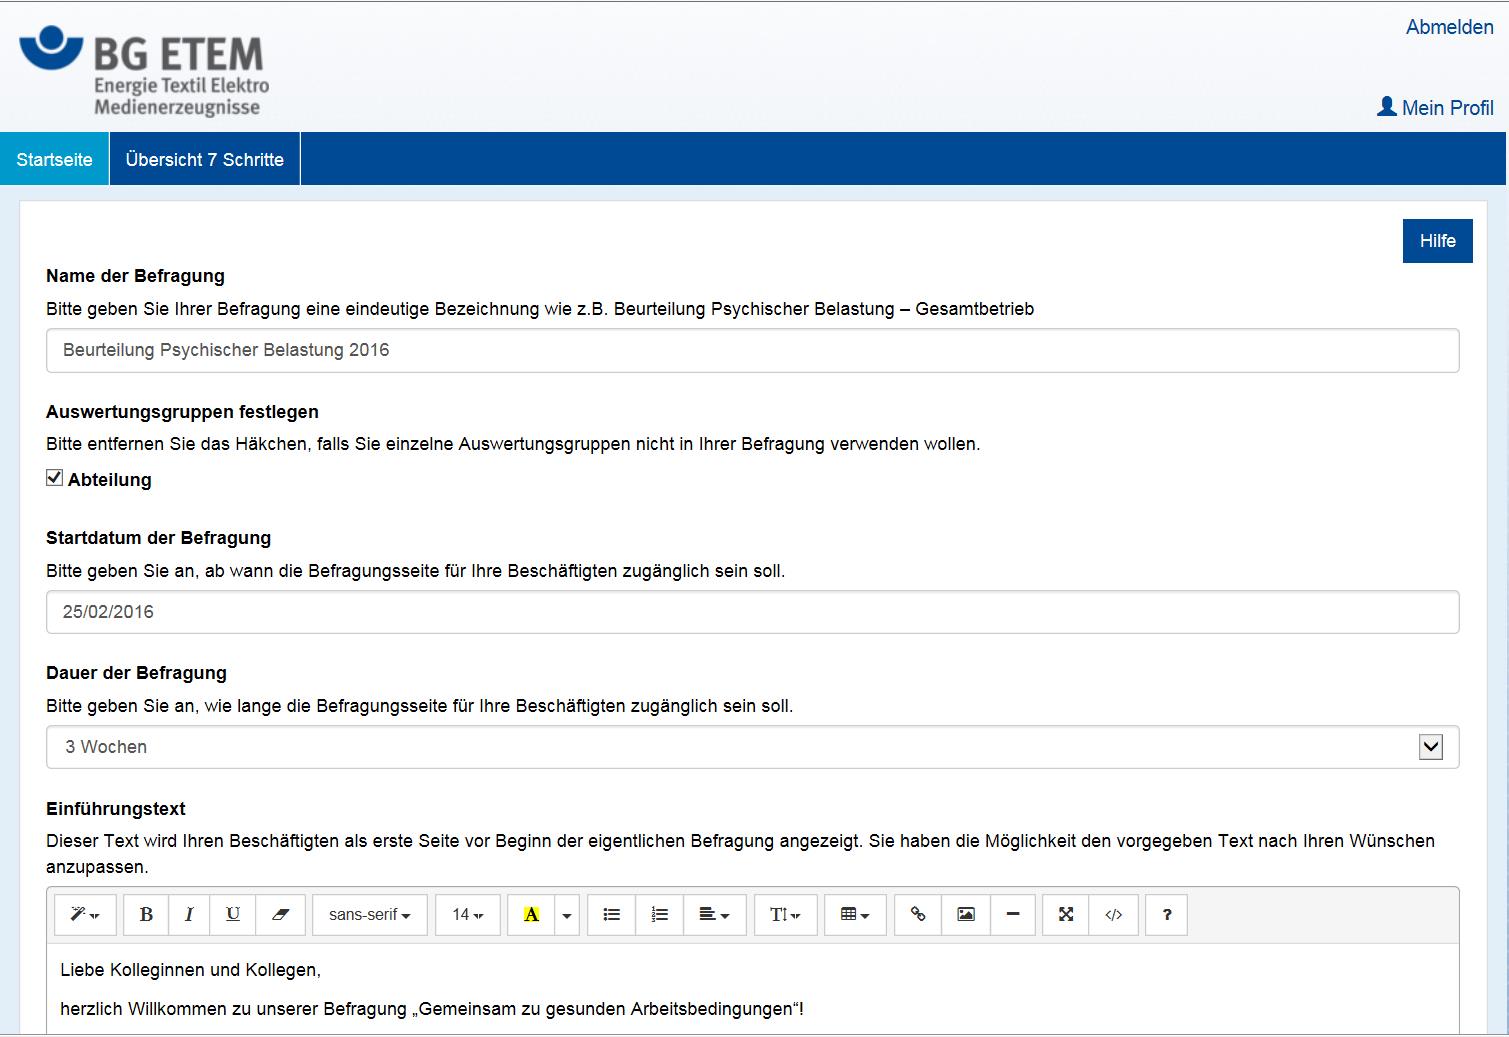 Abmelden
BG ETEM
Energie Textil Elektro
Medienerzeugnisse
Mein Profil
Startseite
Übersicht 7 Schritte
Hilfe
Name der Befragung
Bitte geben Sie Ihrer Befragung eine eindeutige Bezeichnung wie z.B. Beurteilung Psychischer Belastung – Gesamtbetrieb
Beurteilung Psychischer Belastung 2016
Auswertungsgruppen festlegen
Bitte entfernen Sie das Häkchen, falls Sie einzelne Auswertungsgruppen nicht in Ihrer Befragung verwenden wollen.
Abteilung
Startdatum der Befragung
Bitte geben Sie an, ab wann die Befragungsseite für Ihre Beschäftigten zugänglich sein soll.
25/02/2016
Dauer der Befragung
Bitte geben Sie an, wie lange die Befragungsseite für Ihre Beschäftigten zugänglich sein soll.
3 Wochen
Einführungstext
Dieser Text wird Ihren Beschäftigten als erste Seite vor Beginn der eigentlichen Befragung angezeigt. Sie haben die Möglichkeit den vorgegeben Text nach Ihren Wünschen
anzupassen.
B I U sans-serif 14 A TI </> ?
Liebe Kolleginnen und Kollegen,
herzlich Willkommen zu unserer Befragung „Gemeinsam zu gesunden Arbeitsbedingungen“!